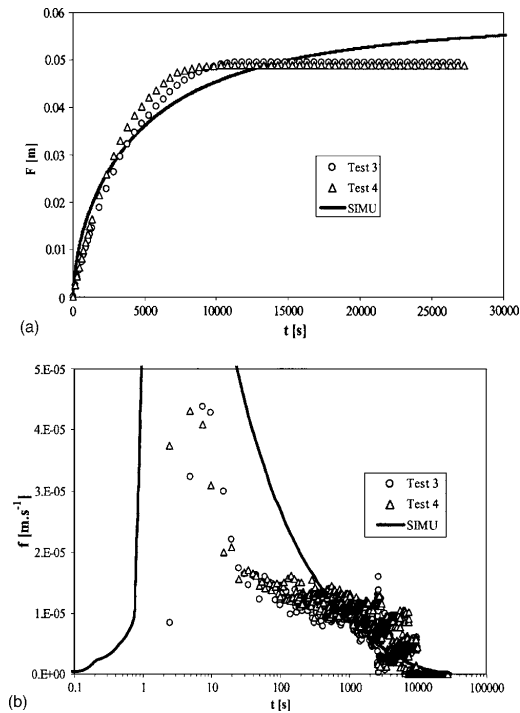 0.06
0.05
0.04
0.03
0.02
0.01
0
F [m]
Test 3
Test 4
SIMU
0 5000 10000 15000 20000 25000 30000
t [s]
(a)
5.E-05
4.E-05
3.E-05
2.E-05
1.E-05
0.E+00
f [m.s⁻¹]
Test 3
Test 4
SIMU
0.1 1 10 100 1000 10000 100000
t [s]
(b)